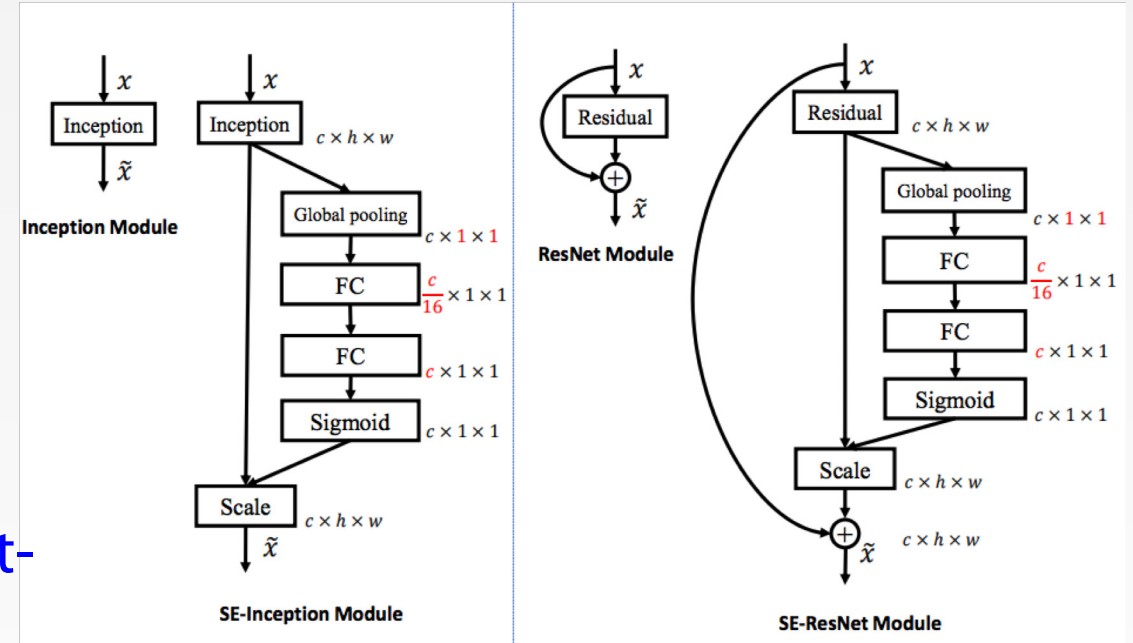 x
Inception
x̃
Inception Module
x
Inception
c × h × w
Global pooling
c × 1 × 1
FC
c/16 × 1 × 1
FC
c × 1 × 1
Sigmoid
c × 1 × 1
Scale
c × h × w
x̃
SE-Inception Module
t-
x
Residual
+
x̃
ResNet Module
x
Residual
c × h × w
Global pooling
c × 1 × 1
FC
c/16 × 1 × 1
FC
c × 1 × 1
Sigmoid
c × 1 × 1
Scale
c × h × w
+
c × h × w
x̃
SE-ResNet Module